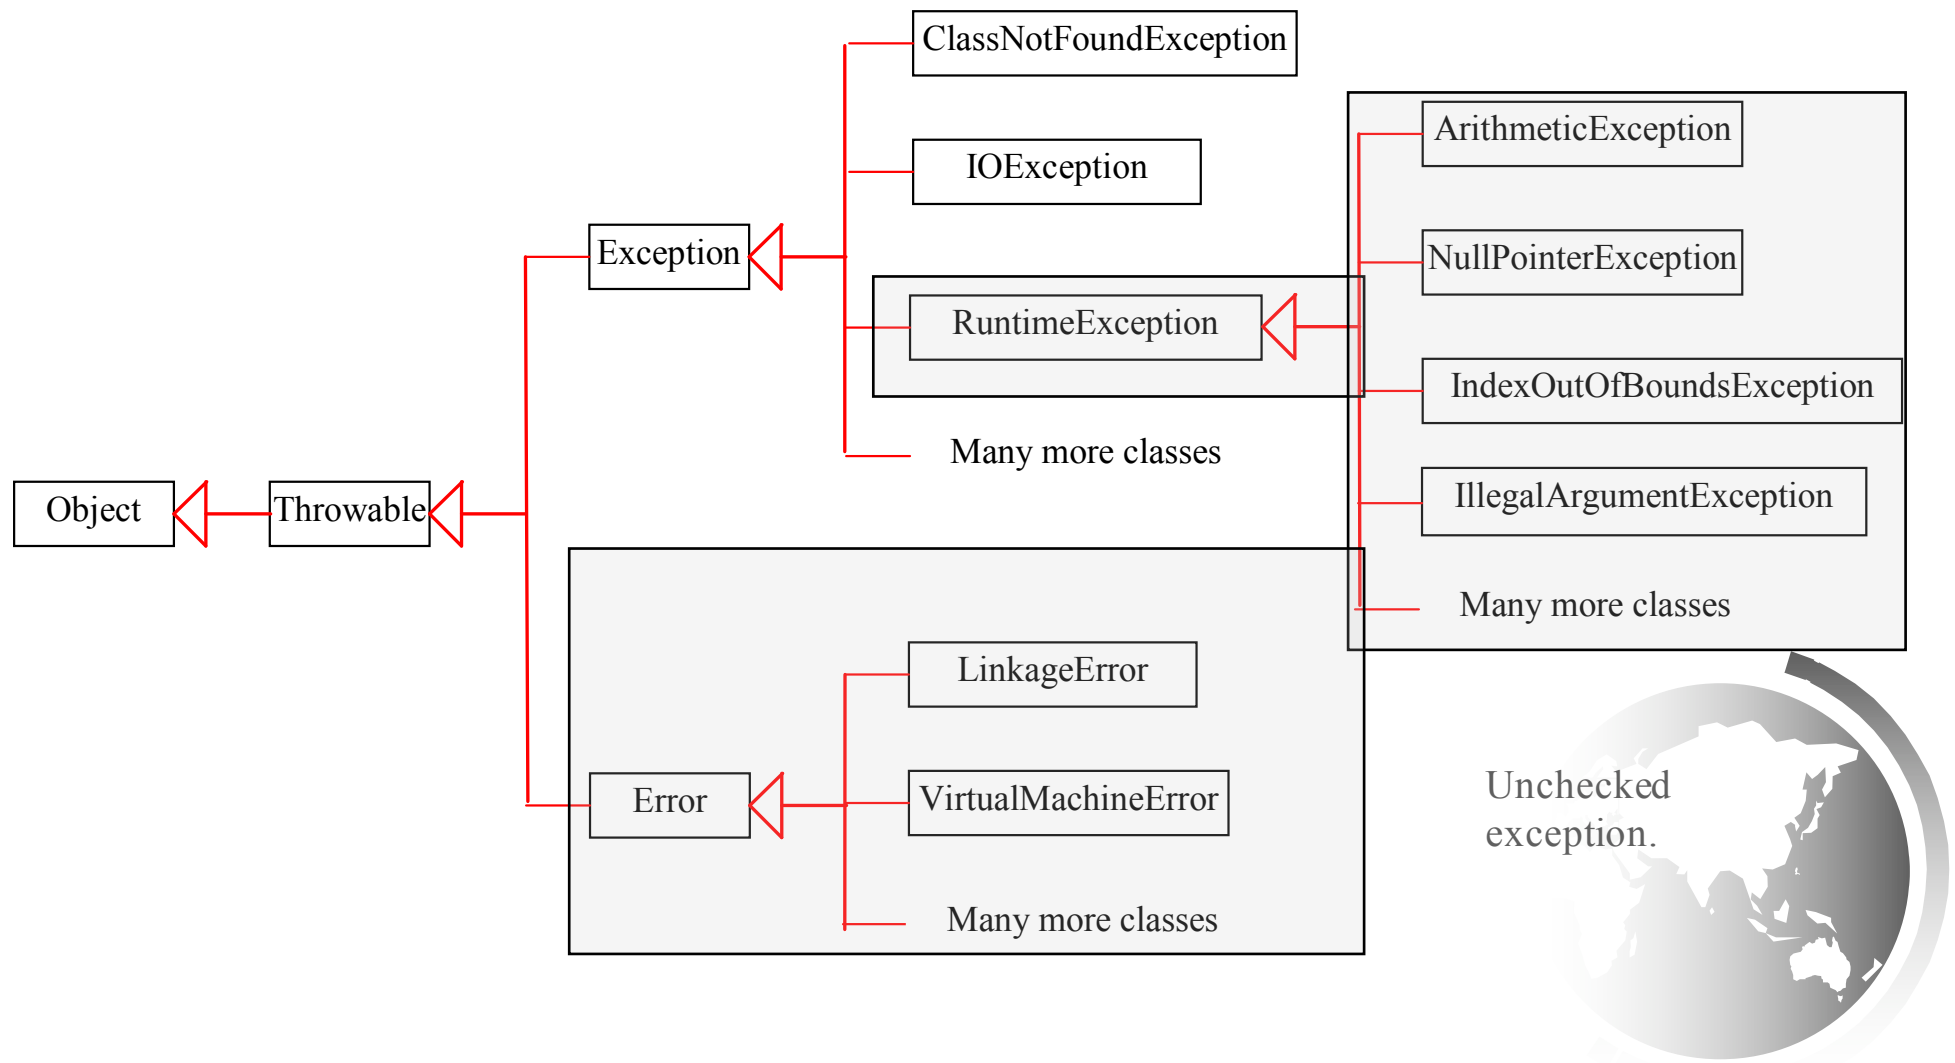 ClassNotFoundException
ArithmeticException
IOException
NullPointerException
Exception
RuntimeException
IndexOutOfBoundsException
Many more classes
IllegalArgumentException
Object
Throwable
Many more classes
LinkageError
Error
VirtualMachineError
Many more classes
Unchecked
exception.